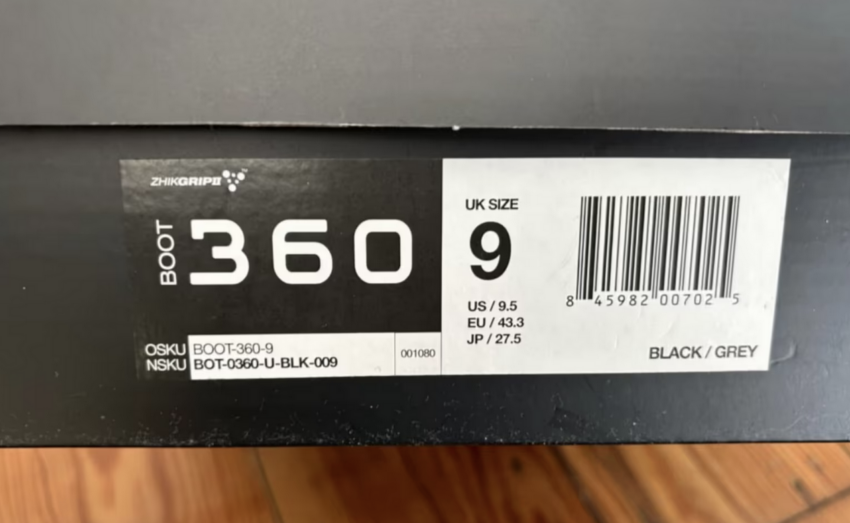 ZHIKGRIPII
BOOT 360
OSKU BOOT-360-9
NSKU BOT-0360-U-BLK-009
001080
UK SIZE
9
US / 9.5
EU / 43.3
JP / 27.5
8 45982 00702 5
BLACK / GREY